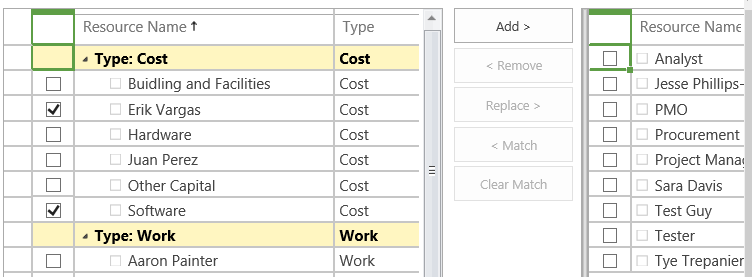 Resource Name ↑ Type
Type: Cost Cost
Buidling and Facilities Cost
Erik Vargas Cost
Hardware Cost
Juan Perez Cost
Other Capital Cost
Software Cost
Type: Work Work
Aaron Painter Work
Add >
< Remove
Replace >
< Match
Clear Match
Resource Name
Analyst
Jesse Phillips-
PMO
Procurement
Project Manag
Sara Davis
Test Guy
Tester
Tye Trepanier